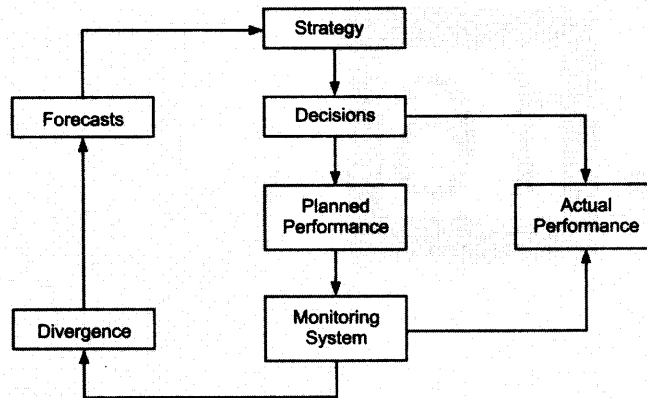 Strategy
Forecasts
Decisions
Planned
Performance
Actual
Performance
Divergence
Monitoring
System